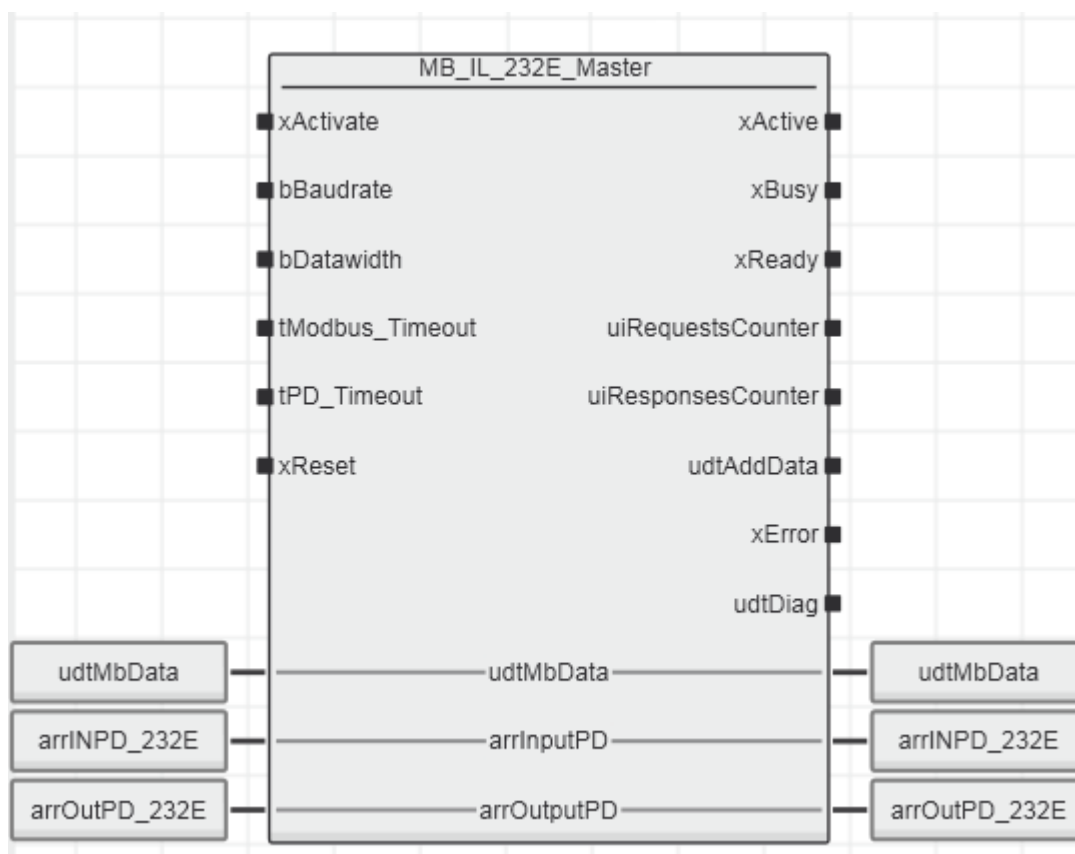 MB_IL_232E_Master
xActivate xActive
bBaudrate xBusy
bDatawidth xReady
tModbus_Timeout uiRequestsCounter
tPD_Timeout uiResponsesCounter
xReset udtAddData
xError
udtDiag
udtMbData udtMbData udtMbData
arrINPD_232E arrInputPD arrINPD_232E
arrOutPD_232E arrOutputPD arrOutPD_232E